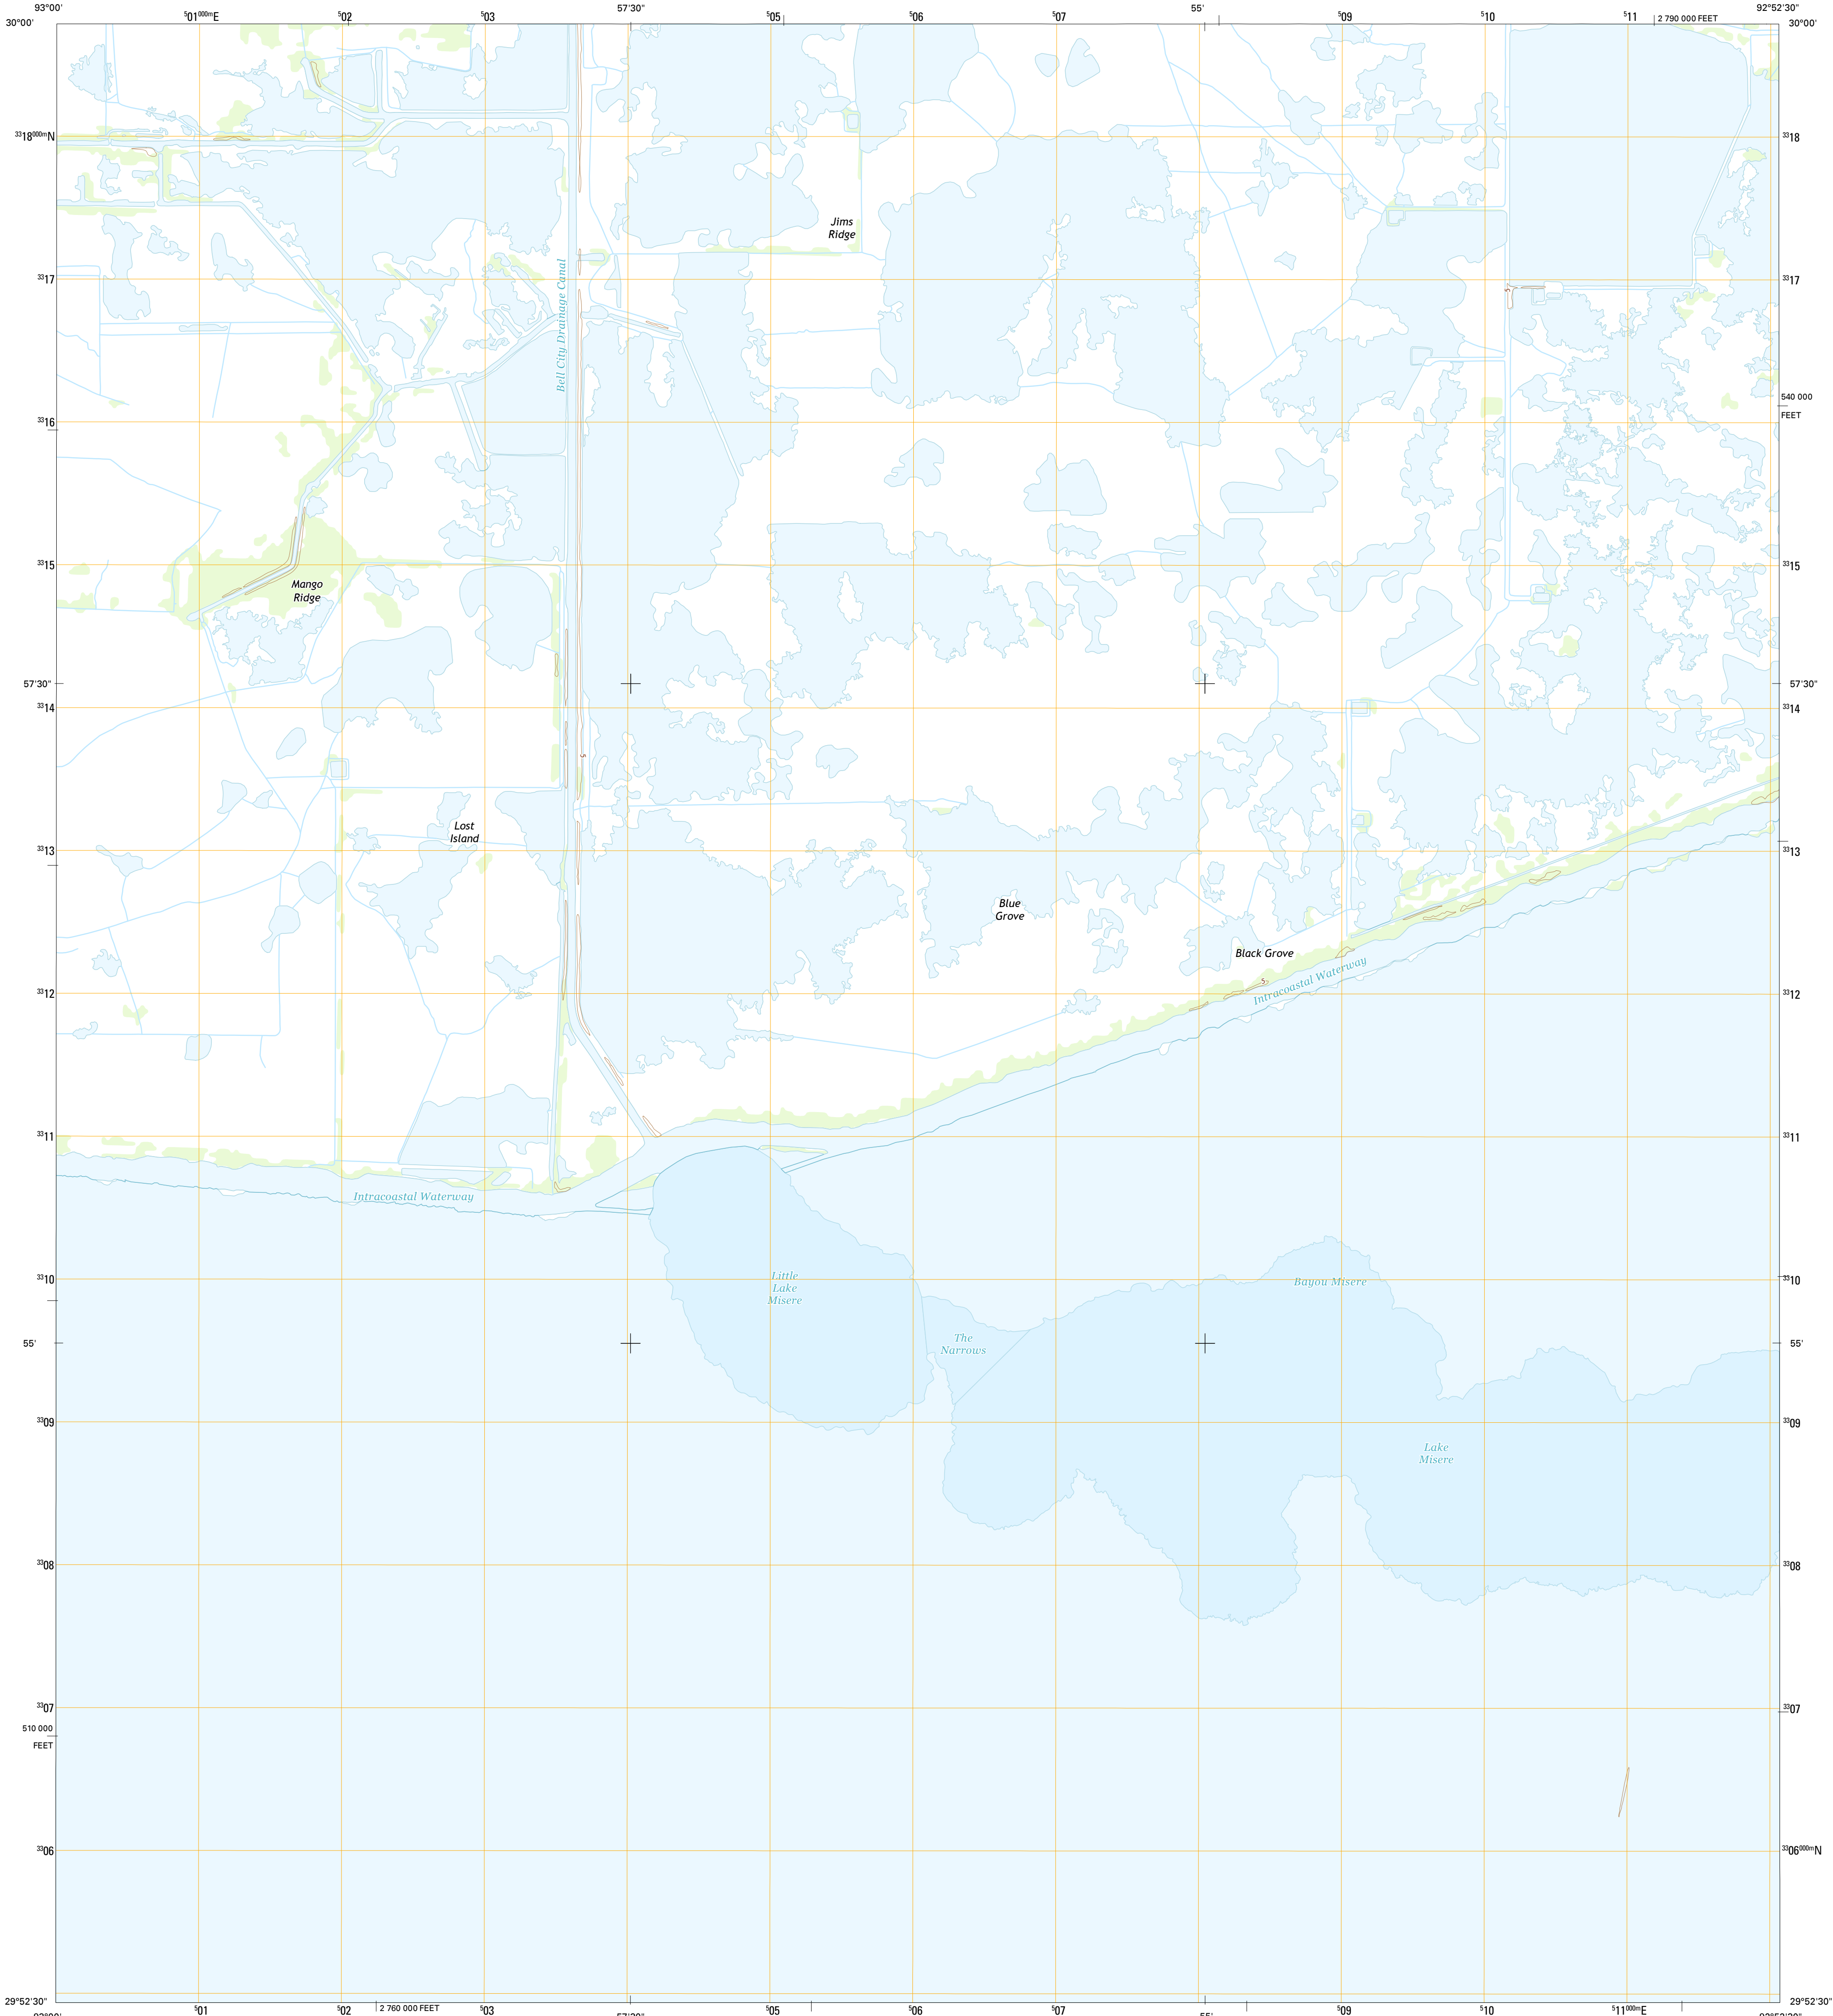 93°00' ⁵01⁰⁰⁰ᵐE ⁵02 ⁵03 57'30" ⁵05 ⁵06 ⁵07 55' ⁵09 ⁵10 ⁵11 2 790 000 FEET 92°52'30"
30°00' 30°00'
³³18⁰⁰⁰ᵐN ³³18
Jims
Ridge
³³17 ³³17
5
Bell City Drainage Canal
540 000
FEET
³³16
³³15 ³³15
Mango
Ridge
57'30" 57'30"
³³14 ³³14
5
Lost
Island
³³13 ³³13
Blue
Grove
Black Grove
5
Intracoastal Waterway
³³12 ³³12
³³11 ³³11
Intracoastal Waterway
Little
Lake
Misere
Bayou Misere
³³10 ³³10
The
Narrows
55' 55'
³³09 ³³09
Lake
Misere
³³08 ³³08
³³07 ³³07
510 000
FEET
³³06 ³³06⁰⁰⁰ᵐN
29°52'30" 29°52'30"
⁵01 ⁵02 2 760 000 FEET ⁵03 ⁵05 ⁵06 ⁵07 ⁵09 ⁵10 ⁵11⁰⁰⁰ᵐE